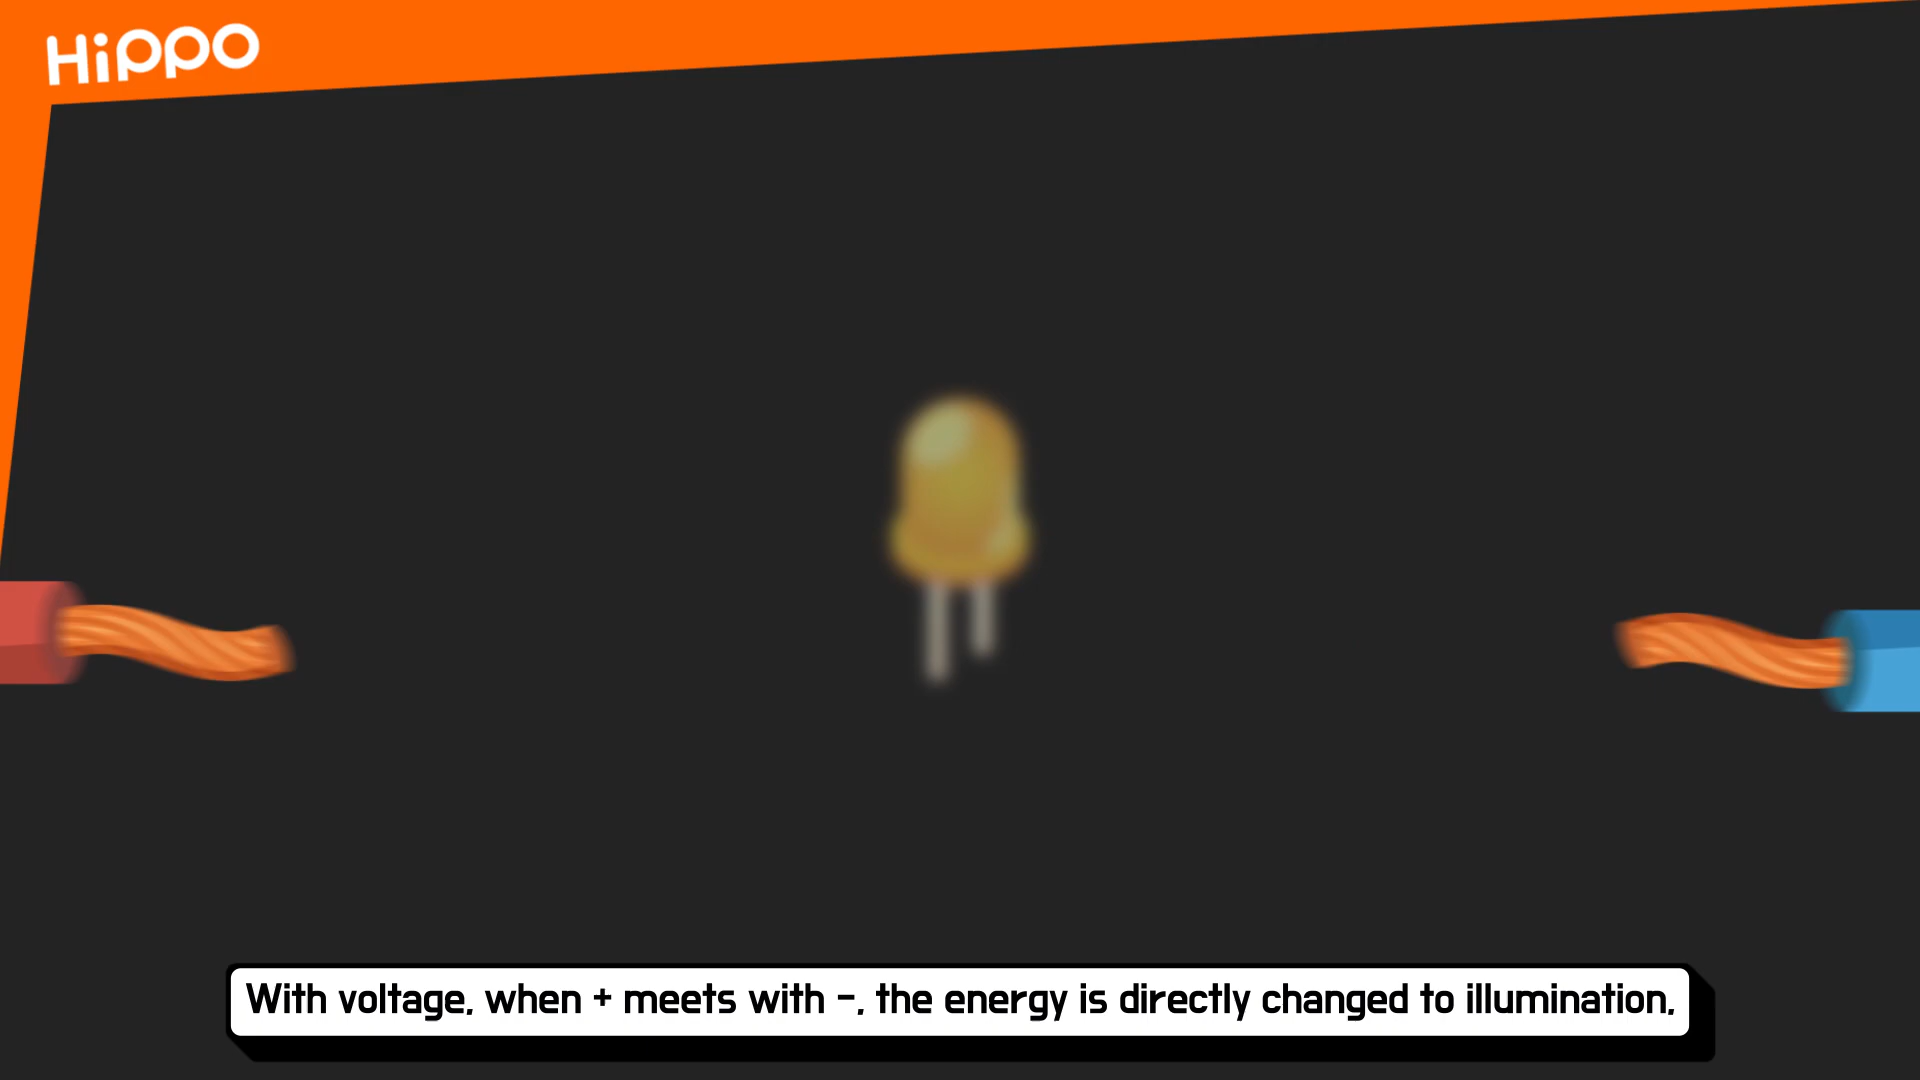 Hippo
With voltage, when + meets with -, the energy is directly changed to illumination,